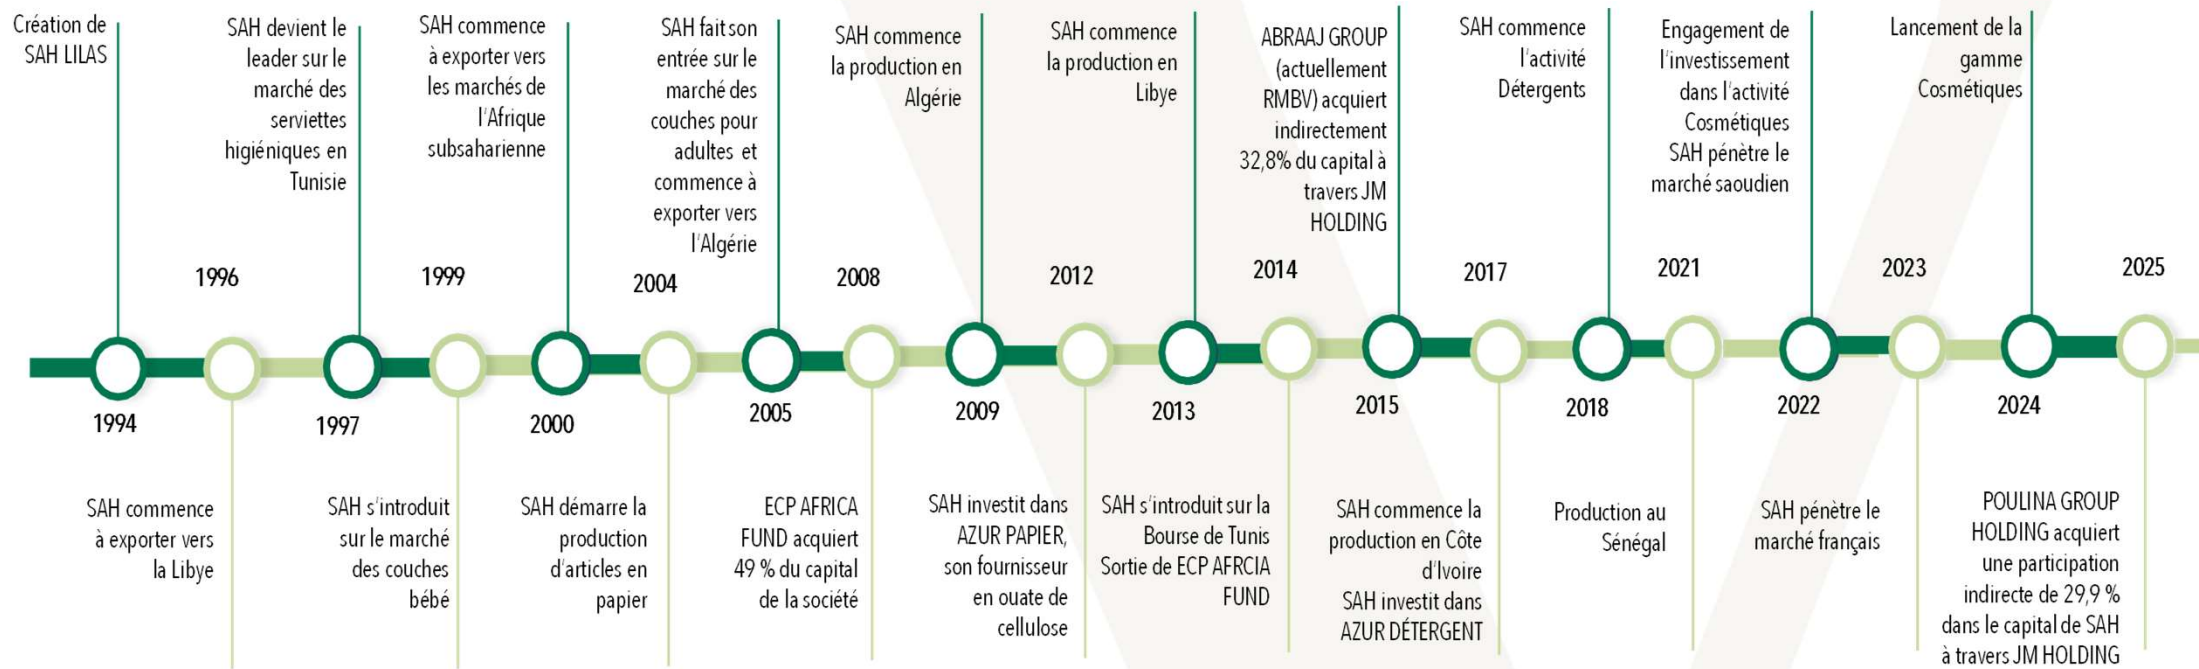 Création de
SAH LILAS
SAH devient le
leader sur le
marché des
serviettes
higiéniques en
Tunisie
SAH commence
à exporter vers
les marchés de
l'Afrique
subsaharienne
SAH fait son
entrée sur le
marché des
couches pour
adultes et
commence à
exporter vers
l'Algérie
SAH commence
la production en
Algérie
SAH commence
la production en
Libye
ABRAAJ GROUP
(actuellement
RMBV) acquiert
indirectement
32,8% du capital à
travers JM
HOLDING
SAH commence
l'activité
Détergents
Engagement de
l'investissement
dans l'activité
Cosmétiques
SAH pénètre le
marché saoudien
Lancement de la
gamme
Cosmétiques
1996
1999
2004
2008
2012
2014
2017
2021
2023
2025
1994
1997
2000
2005
2009
2013
2015
2018
2022
2024
SAH commence
à exporter vers
la Libye
SAH s'introduit
sur le marché
des couches
bébé
SAH démarre la
production
d'articles en
papier
ECP AFRICA
FUND acquiert
49 % du capital
de la société
SAH investit dans
AZUR PAPIER,
son fournisseur
en ouate de
cellulose
SAH s'introduit sur la
Bourse de Tunis
Sortie de ECP AFRCIA
FUND
SAH commence la
production en Côte
d'Ivoire
SAH investit dans
AZUR DÉTERGENT
Production au
Sénégal
SAH pénètre le
marché français
POULINA GROUP
HOLDING acquiert
une participation
indirecte de 29,9 %
dans le capital de SAH
à travers JM HOLDING